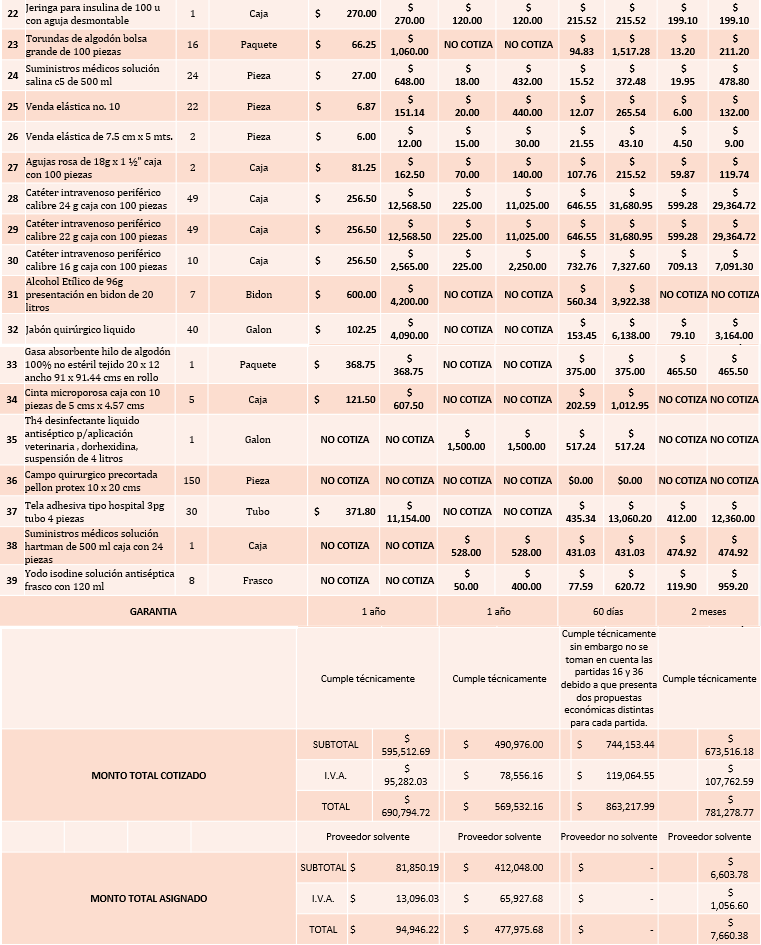 22 Jeringa para insulina de 100 u con aguja desmontable 1 Caja $ 270.00 $ 270.00 $ 120.00 $ 120.00 $ 215.52 $ 215.52 $ 199.10 $ 199.10
23 Torundas de algodón bolsa grande de 100 piezas 16 Paquete $ 66.25 $ 1,060.00 NO COTIZA NO COTIZA $ 94.83 $ 1,517.28 $ 13.20 $ 211.20
24 Suministros médicos solución salina c5 de 500 ml 24 Pieza $ 27.00 $ 648.00 $ 18.00 $ 432.00 $ 15.52 $ 372.48 $ 19.95 $ 478.80
25 Venda elástica no. 10 22 Pieza $ 6.87 $ 151.14 $ 20.00 $ 440.00 $ 12.07 $ 265.54 $ 6.00 $ 132.00
26 Venda elástica de 7.5 cm x 5 mts. 2 Pieza $ 6.00 $ 12.00 $ 15.00 $ 30.00 $ 21.55 $ 43.10 $ 4.50 $ 9.00
27 Agujas rosa de 18g x 1 ½" caja con 100 piezas 2 Caja $ 81.25 $ 162.50 $ 70.00 $ 140.00 $ 107.76 $ 215.52 $ 59.87 $ 119.74
28 Catéter intravenoso periférico calibre 24 g caja con 100 piezas 49 Caja $ 256.50 $ 12,568.50 $ 225.00 $ 11,025.00 $ 646.55 $ 31,680.95 $ 599.28 $ 29,364.72
29 Catéter intravenoso periférico calibre 22 g caja con 100 piezas 49 Caja $ 256.50 $ 12,568.50 $ 225.00 $ 11,025.00 $ 646.55 $ 31,680.95 $ 599.28 $ 29,364.72
30 Catéter intravenoso periférico calibre 16 g caja con 100 piezas 10 Caja $ 256.50 $ 2,565.00 $ 225.00 $ 2,250.00 $ 732.76 $ 7,327.60 $ 709.13 $ 7,091.30
31 Alcohol Etílico de 96g presentación en bidon de 20 litros 7 Bidon $ 600.00 $ 4,200.00 NO COTIZA NO COTIZA $ 560.34 $ 3,922.38 NO COTIZA NO COTIZA
32 Jabón quirúrgico liquido 40 Galon $ 102.25 $ 4,090.00 NO COTIZA NO COTIZA $ 153.45 $ 6,138.00 $ 79.10 $ 3,164.00
33 Gasa absorbente hilo de algodón 100% no estéril tejido 20 x 12 ancho 91 x 91.44 cms en rollo 1 Paquete $ 368.75 $ 368.75 NO COTIZA NO COTIZA $ 375.00 $ 375.00 $ 465.50 $ 465.50
34 Cinta microporosa caja con 10 piezas de 5 cms x 4.57 cms 5 Caja $ 121.50 $ 607.50 NO COTIZA NO COTIZA $ 202.59 $ 1,012.95 NO COTIZA NO COTIZA
35 Th4 desinfectante liquido antiséptico p/aplicación veterinaria , dorhexidina, suspensión de 4 litros 1 Galon NO COTIZA NO COTIZA $ 1,500.00 $ 1,500.00 $ 517.24 $ 517.24 NO COTIZA NO COTIZA
36 Campo quirurgico precortada pellon protex 10 x 20 cms 150 Pieza NO COTIZA NO COTIZA NO COTIZA NO COTIZA $0.00 $0.00 NO COTIZA NO COTIZA
37 Tela adhesiva tipo hospital 3pg tubo 4 piezas 30 Tubo $ 371.80 $ 11,154.00 NO COTIZA NO COTIZA $ 435.34 $ 13,060.20 $ 412.00 $ 12,360.00
38 Suministros médicos solución hartman de 500 ml caja con 24 piezas 1 Caja NO COTIZA NO COTIZA $ 528.00 $ 528.00 $ 431.03 $ 431.03 $ 474.92 $ 474.92
39 Yodo isodine solución antiséptica frasco con 120 ml 8 Frasco NO COTIZA NO COTIZA $ 50.00 $ 400.00 $ 77.59 $ 620.72 $ 119.90 $ 959.20
GARANTIA 1 año 1 año 60 días 2 meses
Cumple técnicamente
Cumple técnicamente
Cumple técnicamente
sin embargo no se
toman en cuenta las
partidas 16 y 36
debido a que presenta
dos propuestas
económicas distintas
para cada partida.
Cumple técnicamente
MONTO TOTAL COTIZADO
SUBTOTAL $ 595,512.69 $ 490,976.00 $ 744,153.44 $ 673,516.18
I.V.A. $ 95,282.03 $ 78,556.16 $ 119,064.55 $ 107,762.59
TOTAL $ 690,794.72 $ 569,532.16 $ 863,217.99 $ 781,278.77
Proveedor solvente Proveedor solvente Proveedor no solvente Proveedor solvente
MONTO TOTAL ASIGNADO
SUBTOTAL $ 81,850.19 $ 412,048.00 $ - $ 6,603.78
I.V.A. $ 13,096.03 $ 65,927.68 $ - $ 1,056.60
TOTAL $ 94,946.22 $ 477,975.68 $ - $ 7,660.38